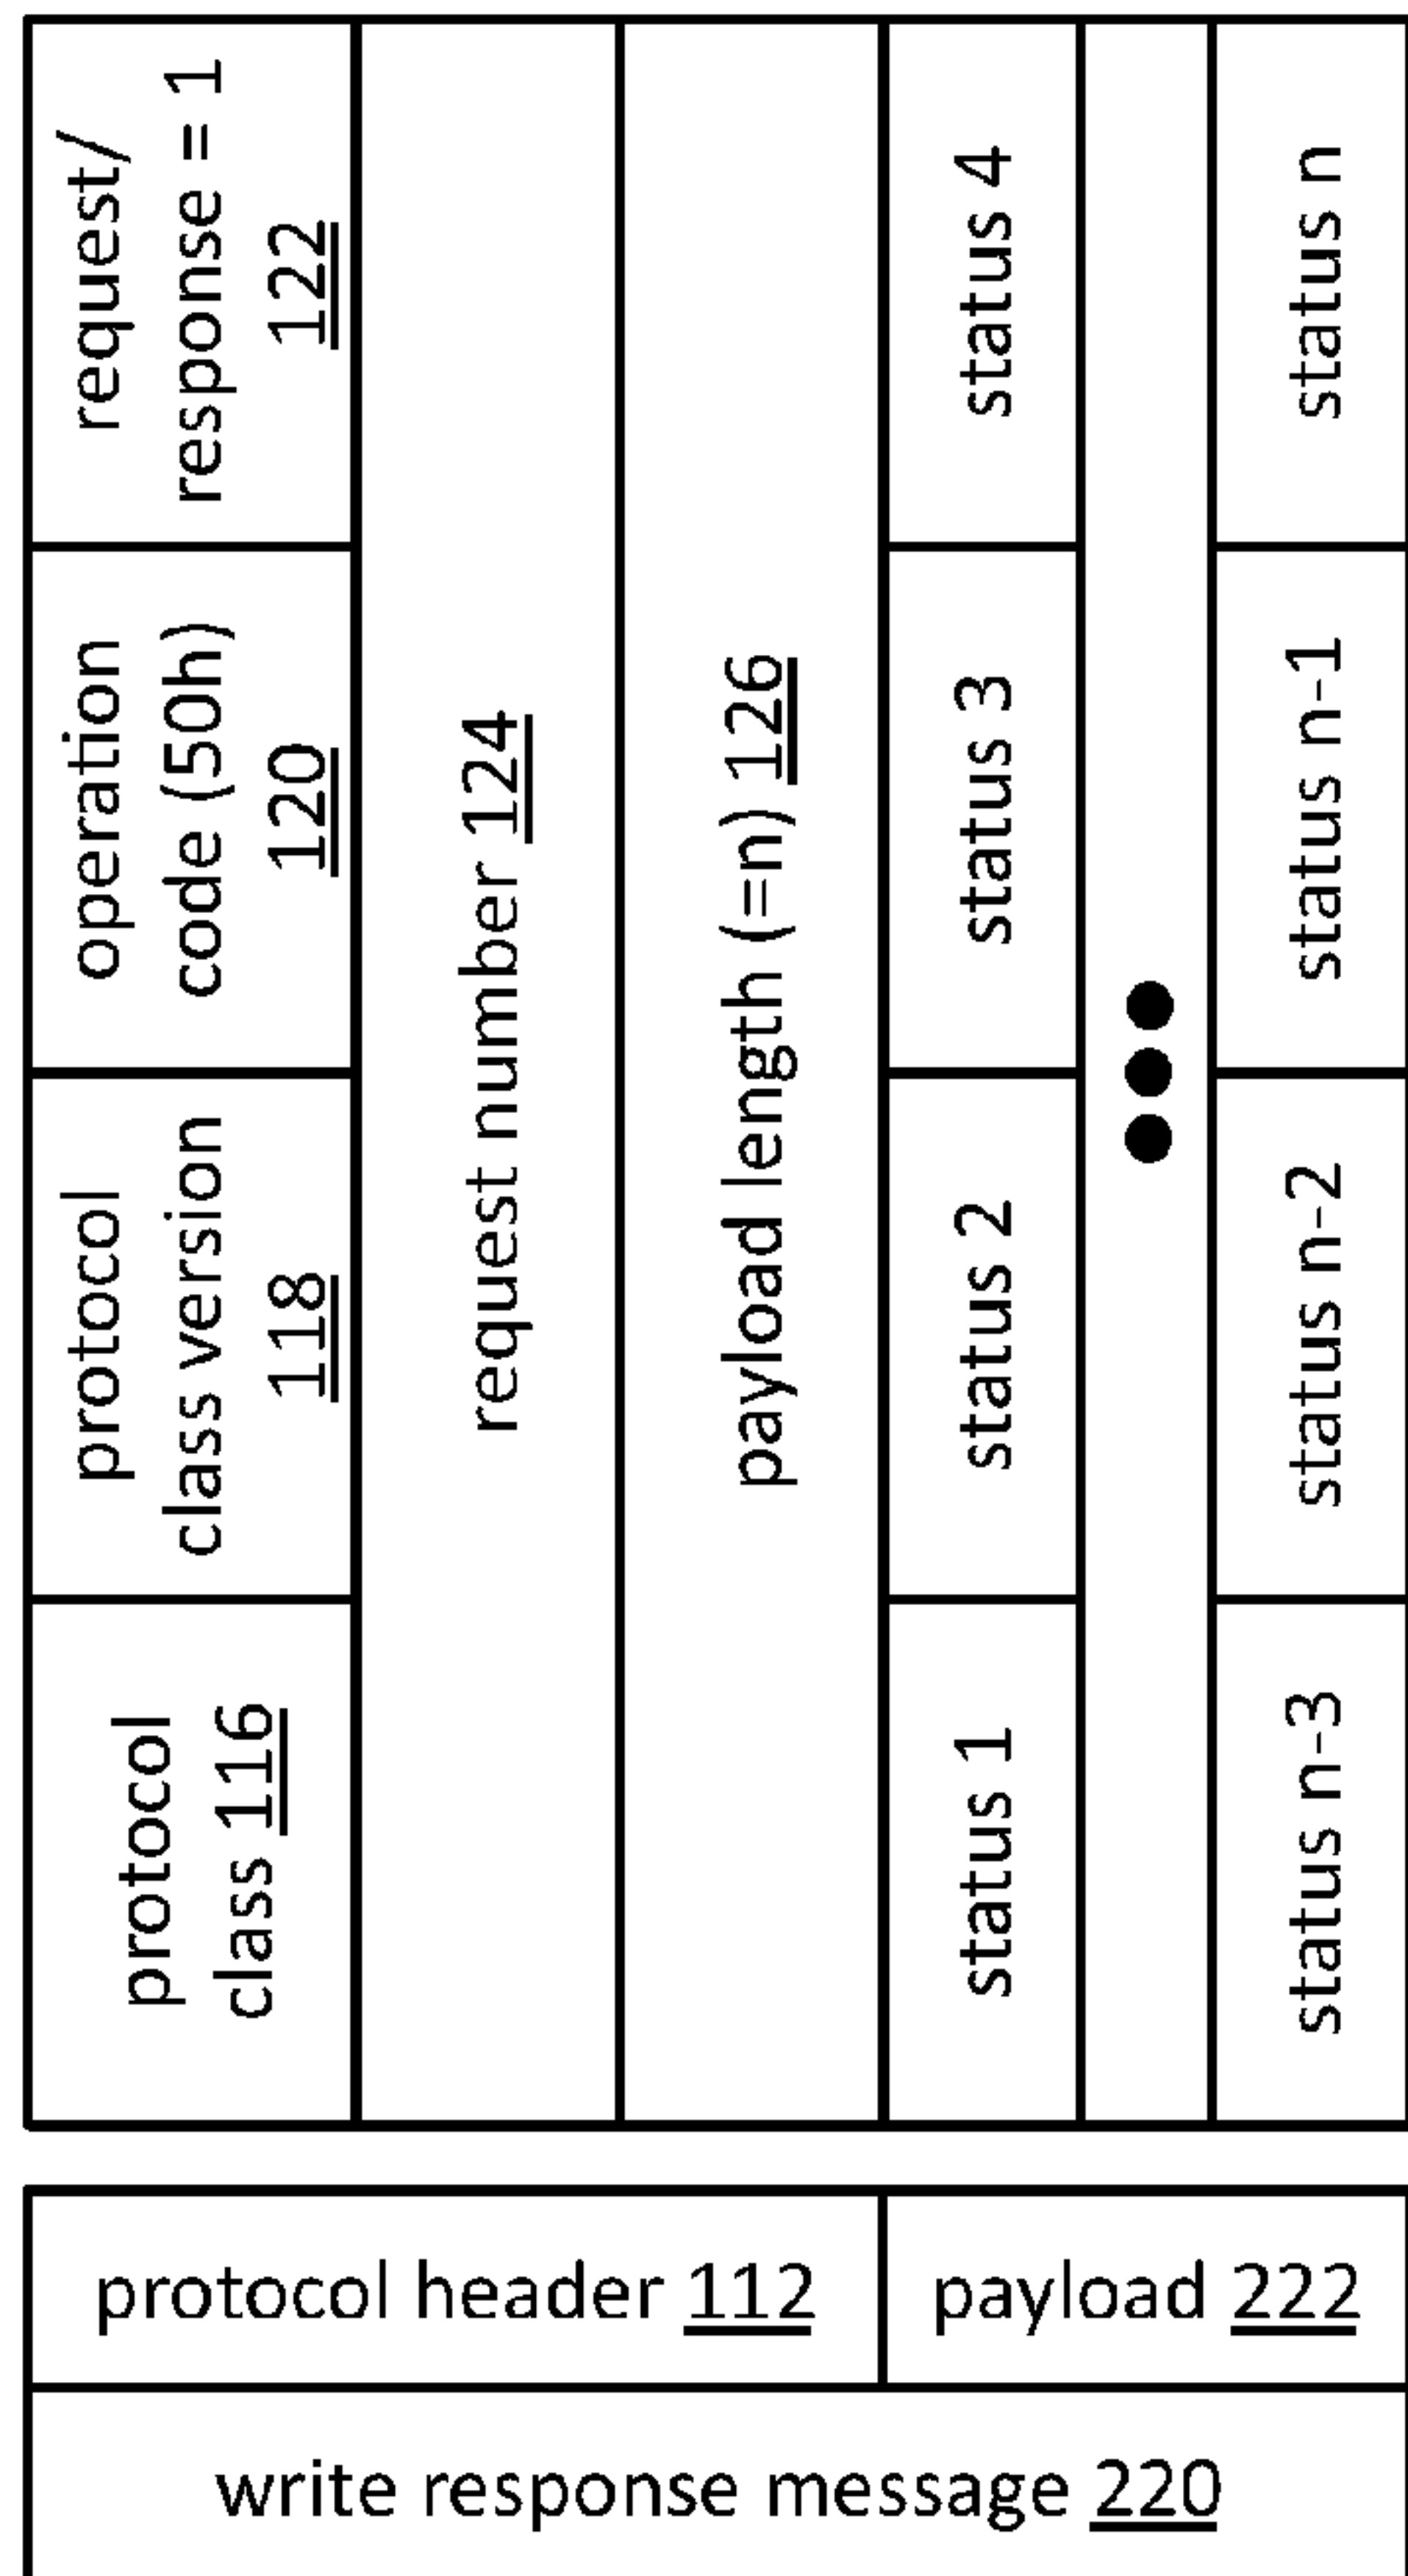 write response message 220
protocol header 112
payload 222
protocol
class 116
protocol
class version
118
operation
code (50h)
120
request/
response = 1
122
request number 124
payload length (=n) 126
status 1
status 2
status 3
status 4
status n-3
status n-2
status n-1
status n